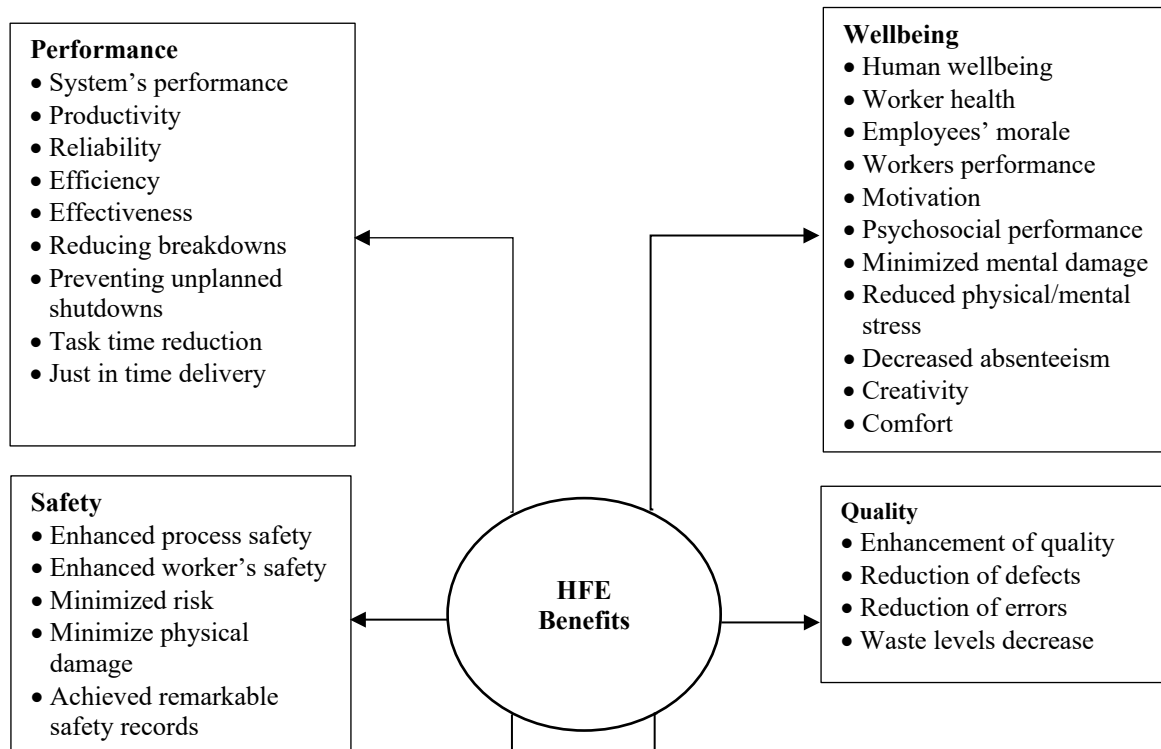 Performance
• System’s performance
• Productivity
• Reliability
• Efficiency
• Effectiveness
• Reducing breakdowns
• Preventing unplanned
shutdowns
• Task time reduction
• Just in time delivery
Wellbeing
• Human wellbeing
• Worker health
• Employees’ morale
• Workers performance
• Motivation
• Psychosocial performance
• Minimized mental damage
• Reduced physical/mental
stress
• Decreased absenteeism
• Creativity
• Comfort
Safety
• Enhanced process safety
• Enhanced worker’s safety
• Minimized risk
• Minimize physical
damage
• Achieved remarkable
safety records
HFE
Benefits
Quality
• Enhancement of quality
• Reduction of defects
• Reduction of errors
• Waste levels decrease